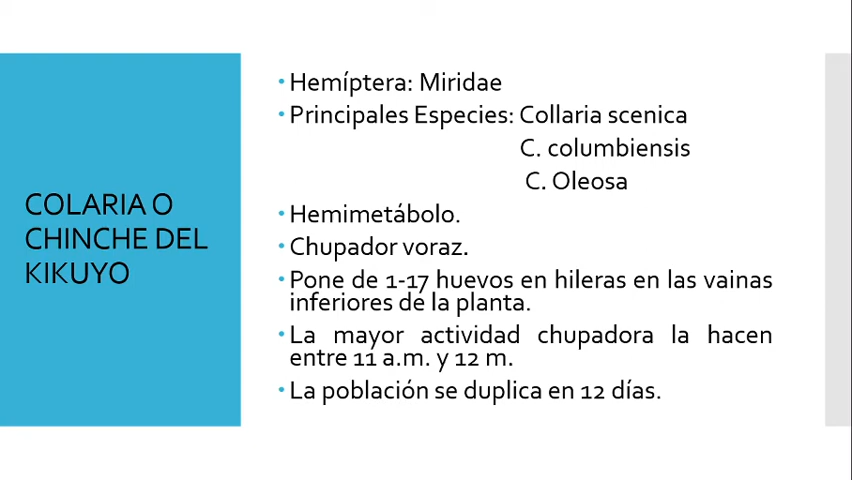 COLARIA O
CHINCHE DEL
KIKUYO
• Hemíptera: Miridae
• Principales Especies: Collaria scenica
C. columbiensis
C. Oleosa
• Hemimetábolo.
• Chupador voraz.
• Pone de 1-17 huevos en hileras en las vainas
inferiores de la planta.
• La mayor actividad chupadora la hacen
entre 11 a.m. y 12 m.
• La población se duplica en 12 días.